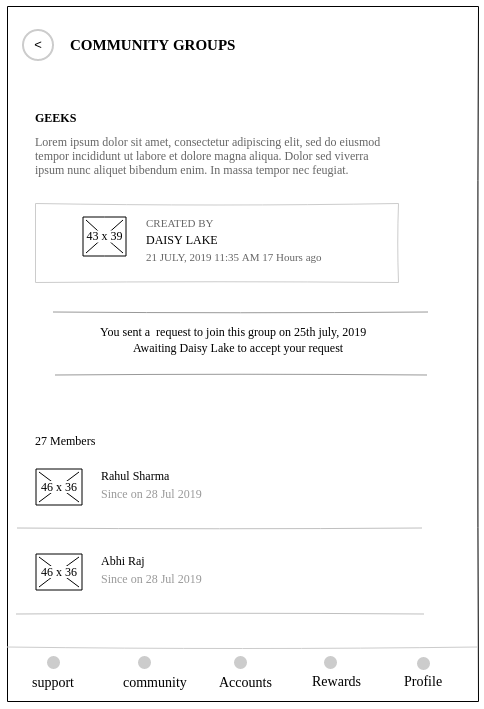 < COMMUNITY GROUPS
GEEKS
Lorem ipsum dolor sit amet, consectetur adipiscing elit, sed do eiusmod
tempor incididunt ut labore et dolore magna aliqua. Dolor sed viverra
ipsum nunc aliquet bibendum enim. In massa tempor nec feugiat.
43 x 39
CREATED BY
DAISY LAKE
21 JULY, 2019 11:35 AM 17 Hours ago
You sent a  request to join this group on 25th july, 2019
Awaiting Daisy Lake to accept your request
27 Members
46 x 36
Rahul Sharma
Since on 28 Jul 2019
46 x 36
Abhi Raj
Since on 28 Jul 2019
support community Accounts Rewards Profile